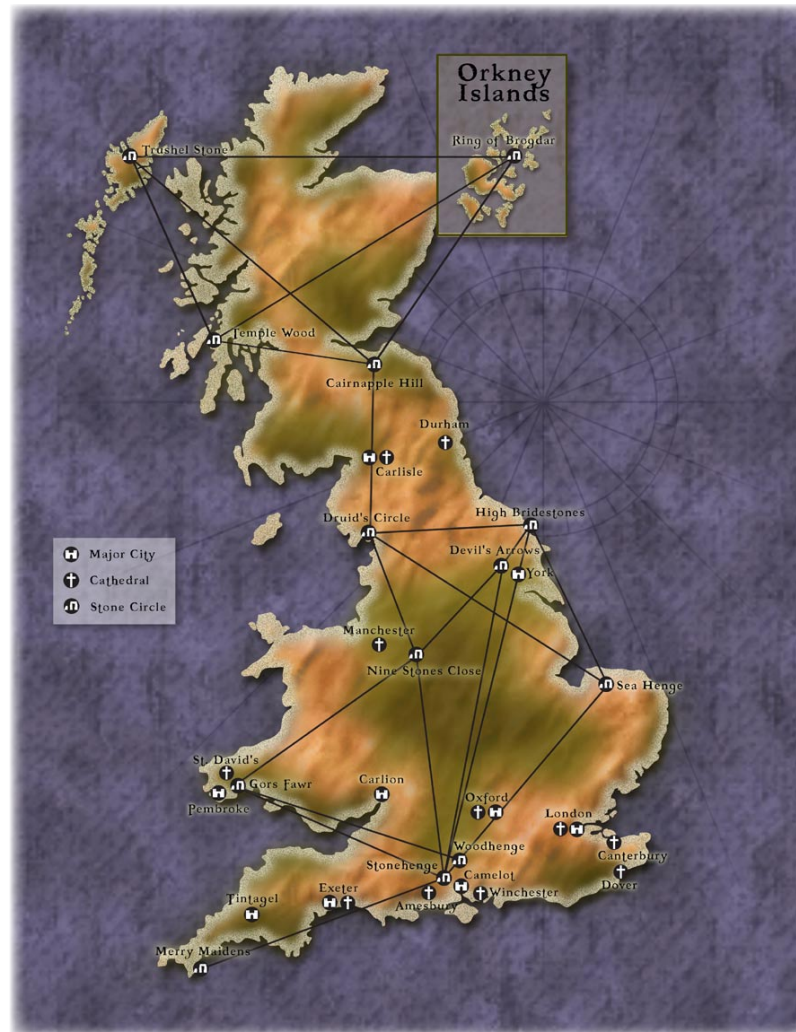 Orkney
Islands
Ring of Brogdar
Trushel Stone
Temple Wood
Cairnapple Hill
Durham
Carlisle
High Bridestones
Druid's Circle
Devil's Arrows
York
Major City
Cathedral
Stone Circle
Manchester
Nine Stones Close
Sea Henge
St. David's
Gors Fawr
Pembroke
Carlion
Oxford
London
Woodhenge
Canterbury
Stonehenge
Camelot
Dover
Exeter
Amesbury
Winchester
Tintagel
Merry Maidens